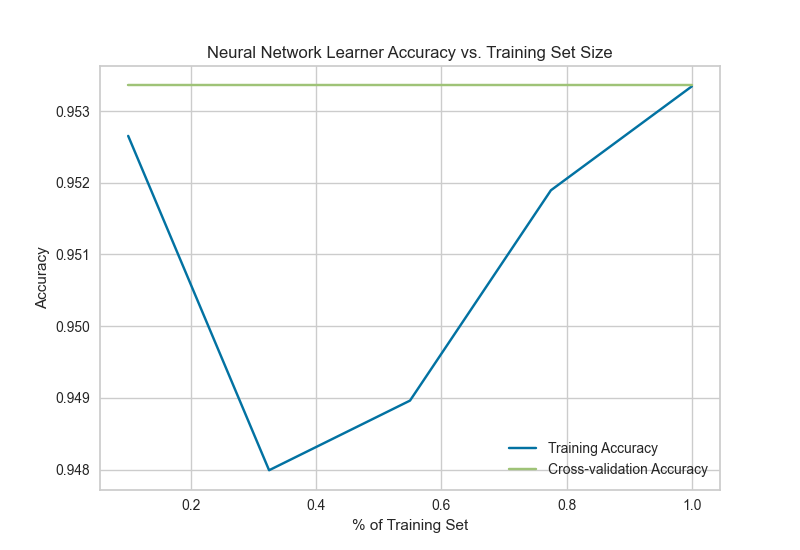 Neural Network Learner Accuracy vs. Training Set Size
0.953
0.952
0.951
0.950
0.949
0.948
Accuracy
Training Accuracy
Cross-validation Accuracy
0.2 0.4 0.6 0.8 1.0
% of Training Set